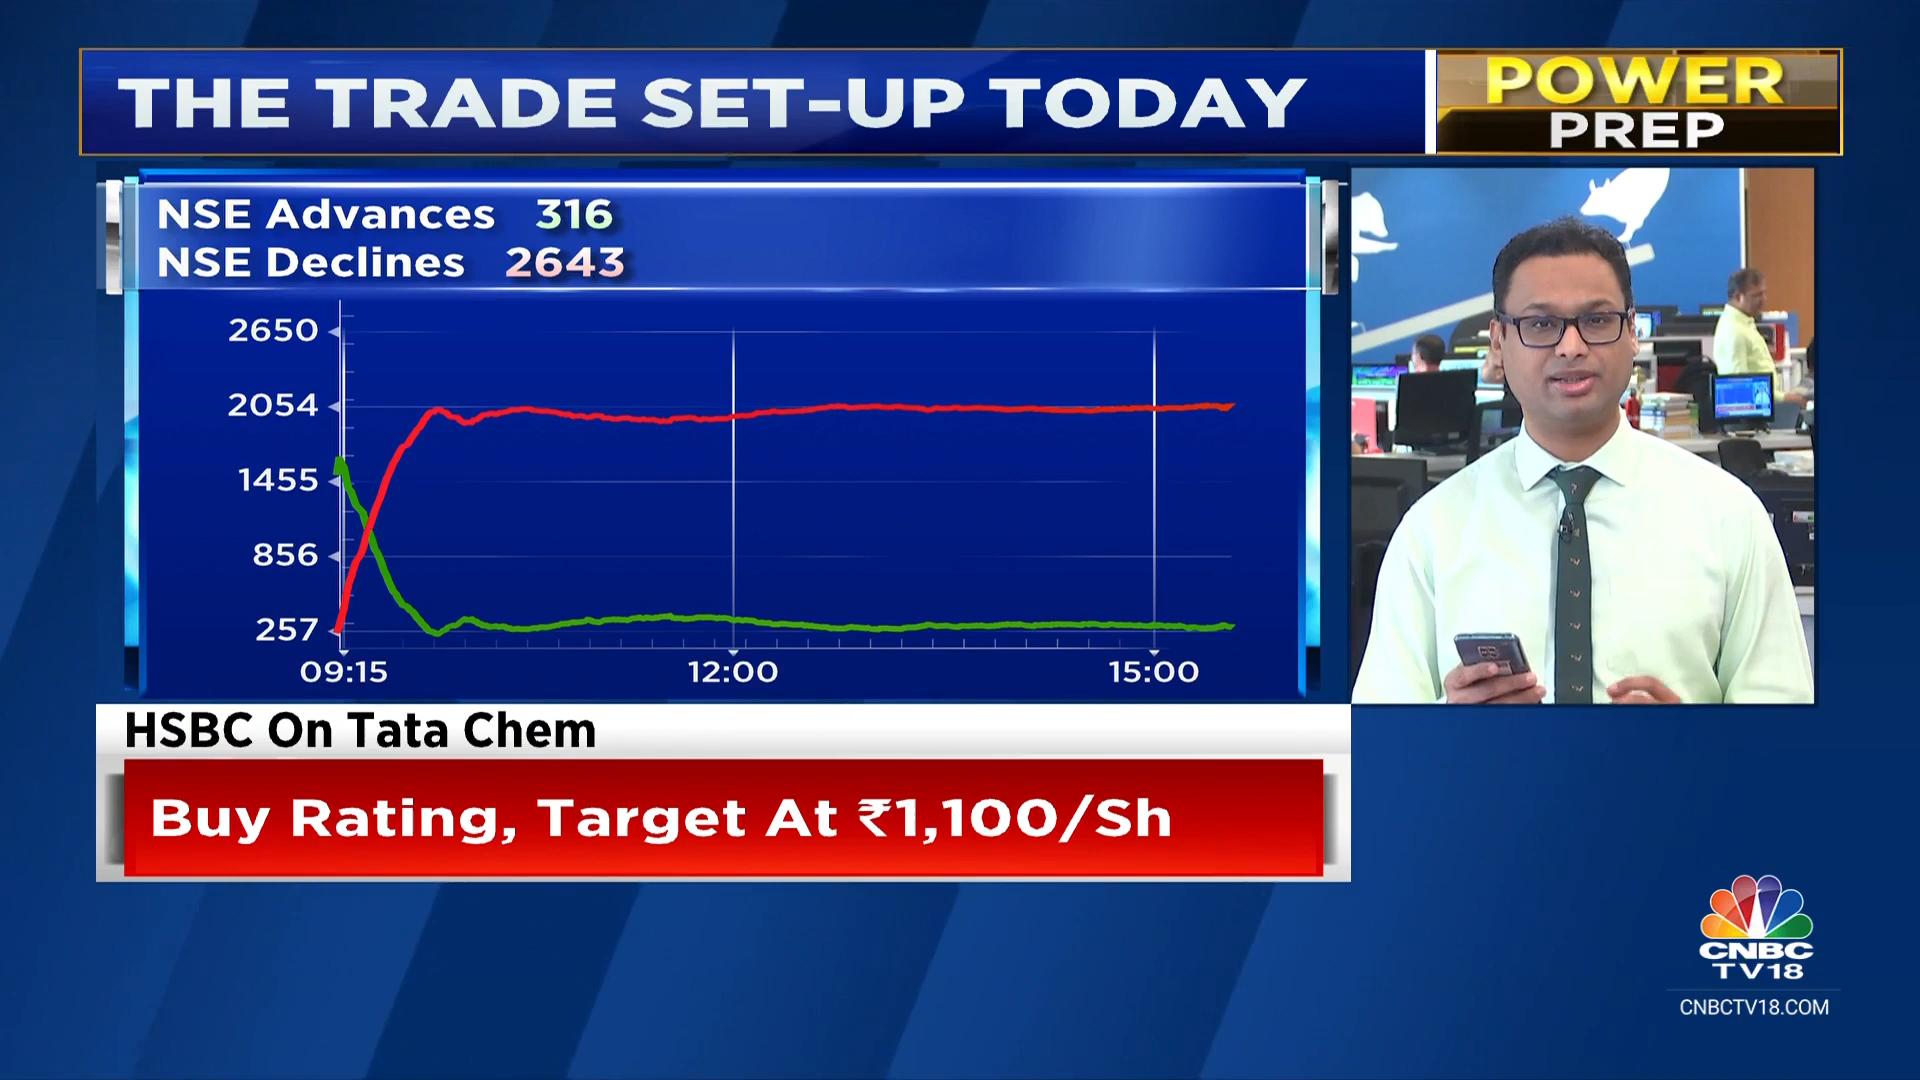 THE TRADE SET-UP TODAY
POWER
PREP
NSE Advances 316
NSE Declines 2643
2650
2054
1455
856
257
09:15 12:00 15:00
HSBC On Tata Chem
Buy Rating, Target At ₹1,100/Sh
CNBC
TV18
CNBCTV18.COM